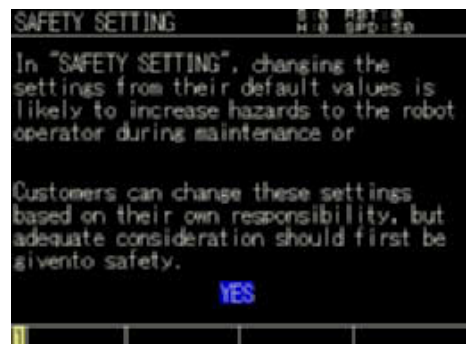 SAFETY SETTING
In "SAFETY SETTING", changing the
settings from their default values is
likely to increase hazards to the robot
operator during maintenance or
Customers can change these settings
based on their own responsibility, but
adequate consideration should first be
givento safety.
YES
1